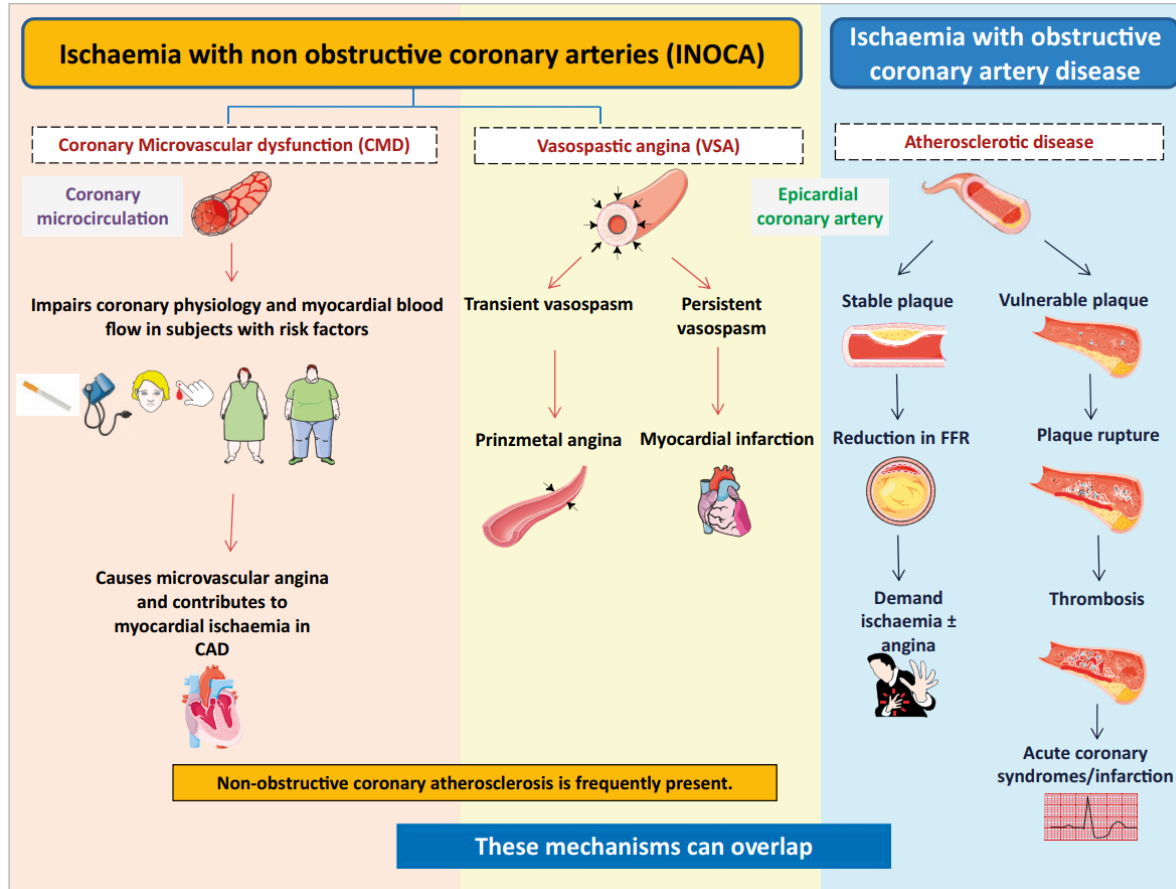 Ischaemia with non obstructive coronary arteries (INOCA)
Ischaemia with obstructive
coronary artery disease
Coronary Microvascular dysfunction (CMD)
Vasospastic angina (VSA)
Atherosclerotic disease
Coronary
microcirculation
Epicardial
coronary artery
Impairs coronary physiology and myocardial blood
flow in subjects with risk factors
Transient vasospasm
Persistent
vasospasm
Stable plaque
Vulnerable plaque
Prinzmetal angina
Myocardial infarction
Reduction in FFR
Plaque rupture
Causes microvascular angina
and contributes to
myocardial ischaemia in
CAD
Demand
ischaemia ±
angina
Thrombosis
Acute coronary
syndromes/infarction
Non-obstructive coronary atherosclerosis is frequently present.
These mechanisms can overlap